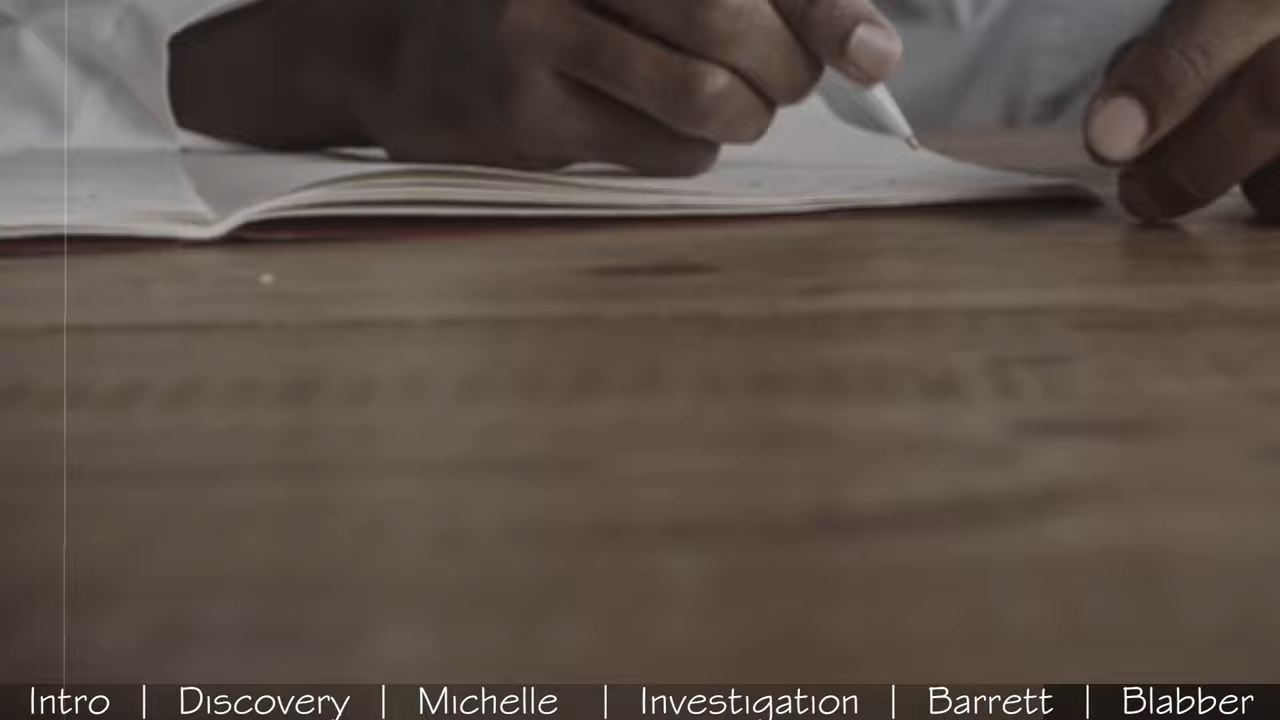 Intro | Discovery | Michelle | Investigation | Barrett | Blabber